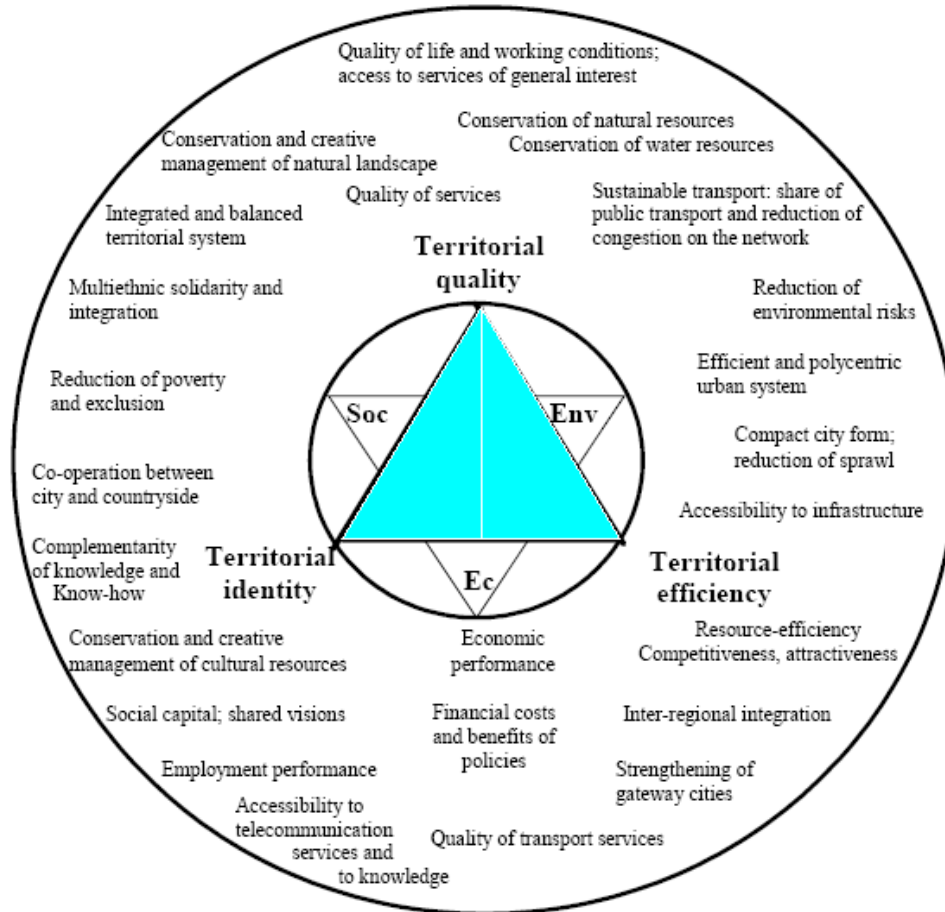 Quality of life and working conditions;
access to services of general interest
Conservation of natural resources
Conservation of water resources
Conservation and creative
management of natural landscape
Quality of services
Sustainable transport: share of
public transport and reduction of
congestion on the network
Integrated and balanced
territorial system
Territorial
quality
Multiethnic solidarity and
integration
Reduction of
environmental risks
Reduction of poverty
and exclusion
Efficient and polycentric
urban system
Soc
Env
Compact city form;
reduction of sprawl
Co-operation between
city and countryside
Accessibility to infrastructure
Complementarity
of knowledge and
Know-how
Territorial
identity
Ec
Territorial
efficiency
Conservation and creative
management of cultural resources
Economic
performance
Resource-efficiency
Competitiveness, attractiveness
Social capital; shared visions
Financial costs
and benefits of
policies
Inter-regional integration
Employment performance
Strengthening of
gateway cities
Accessibility to
telecommunication
services and
to knowledge
Quality of transport services